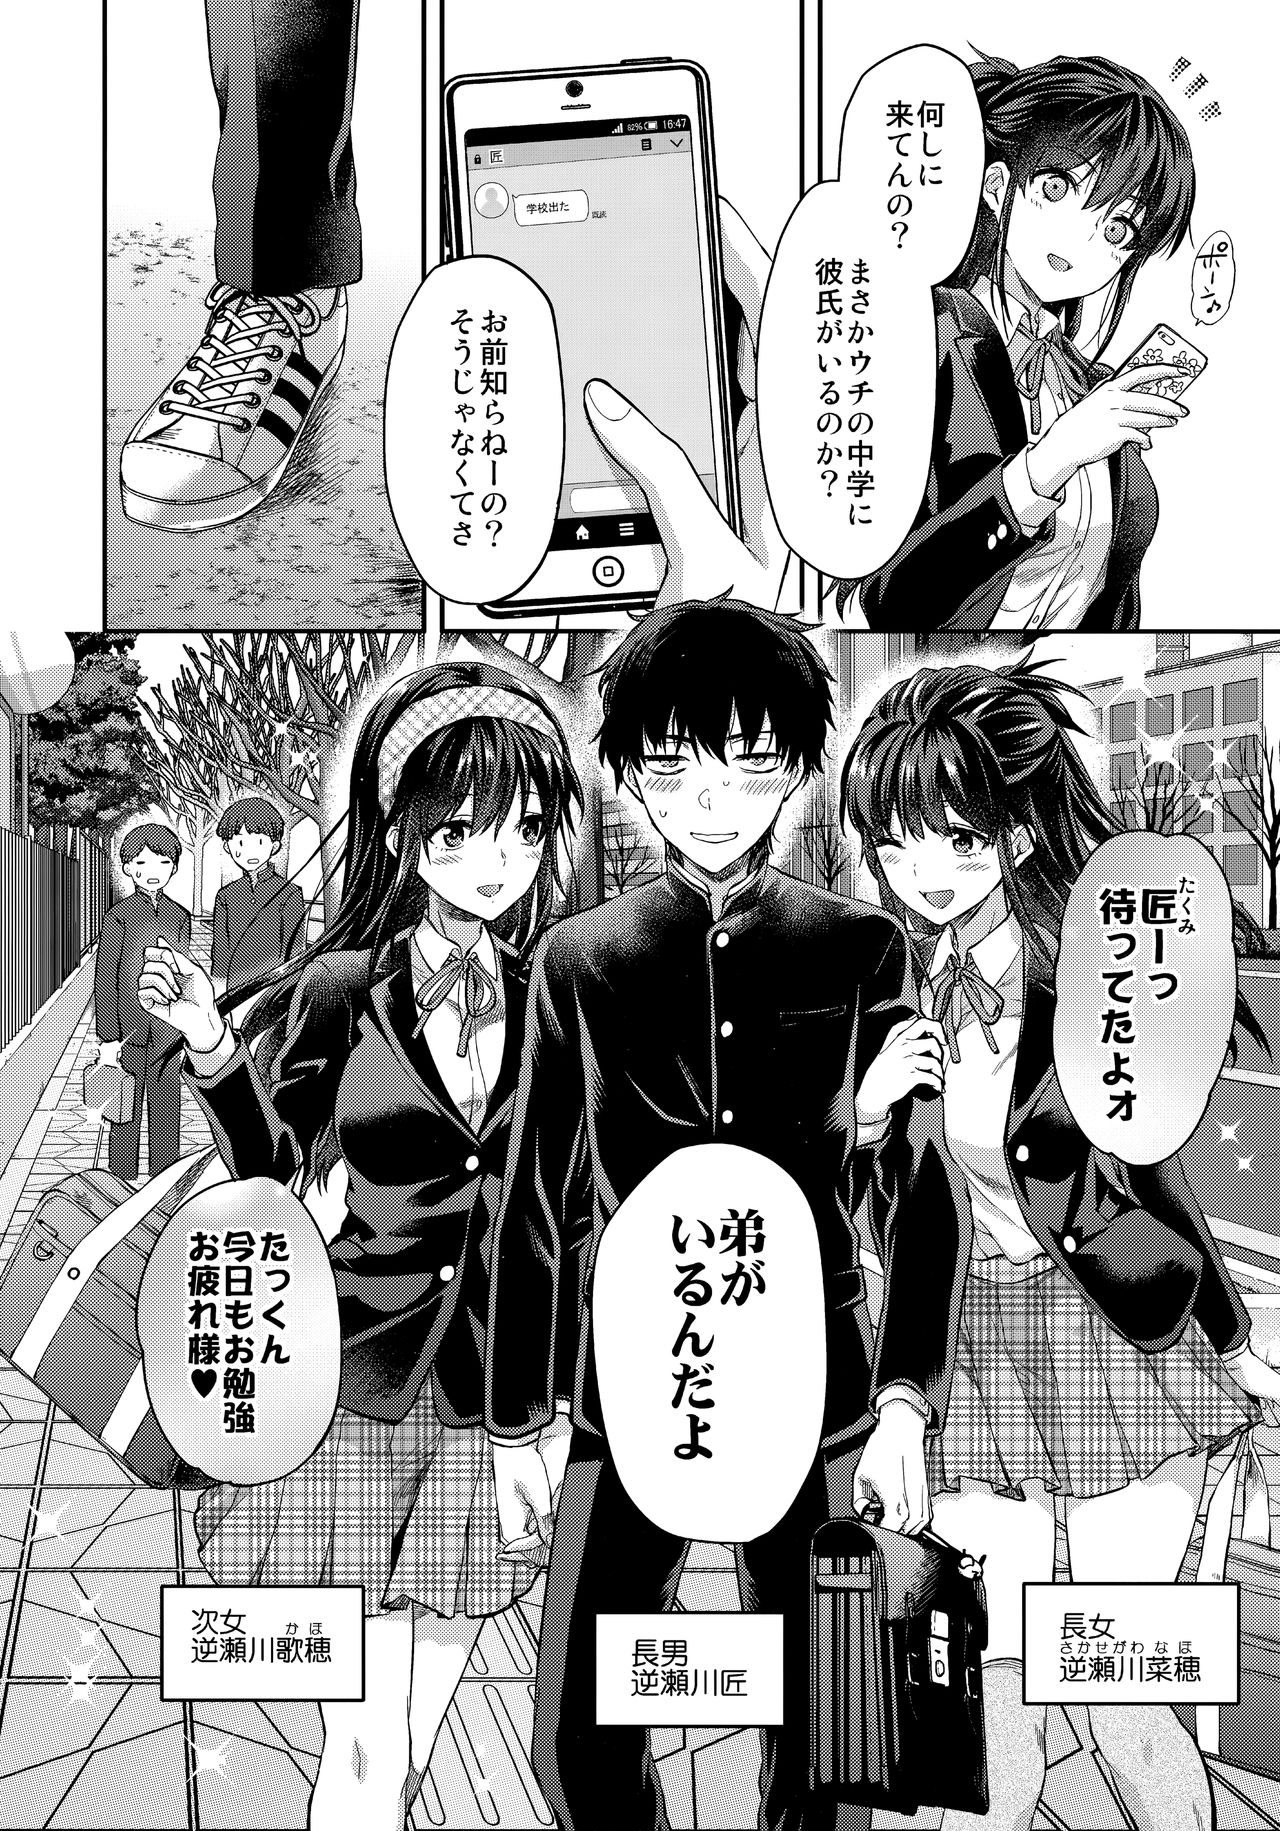 何しに
来てんの？
まさかウチの中学に
彼氏がいるのか？
ポーン♪
82% 16:47
匠
学校出た
既読
お前知らねーの？
そうじゃなくてさ
たくみ
匠ーっ
待ってたよォ
弟が
いるんだよ
たっくん
今日もお勉強
お疲れ様♥
長女
さかせがわ なほ
逆瀬川菜穂
長男
逆瀬川匠
次女
かほ
逆瀬川歌穂